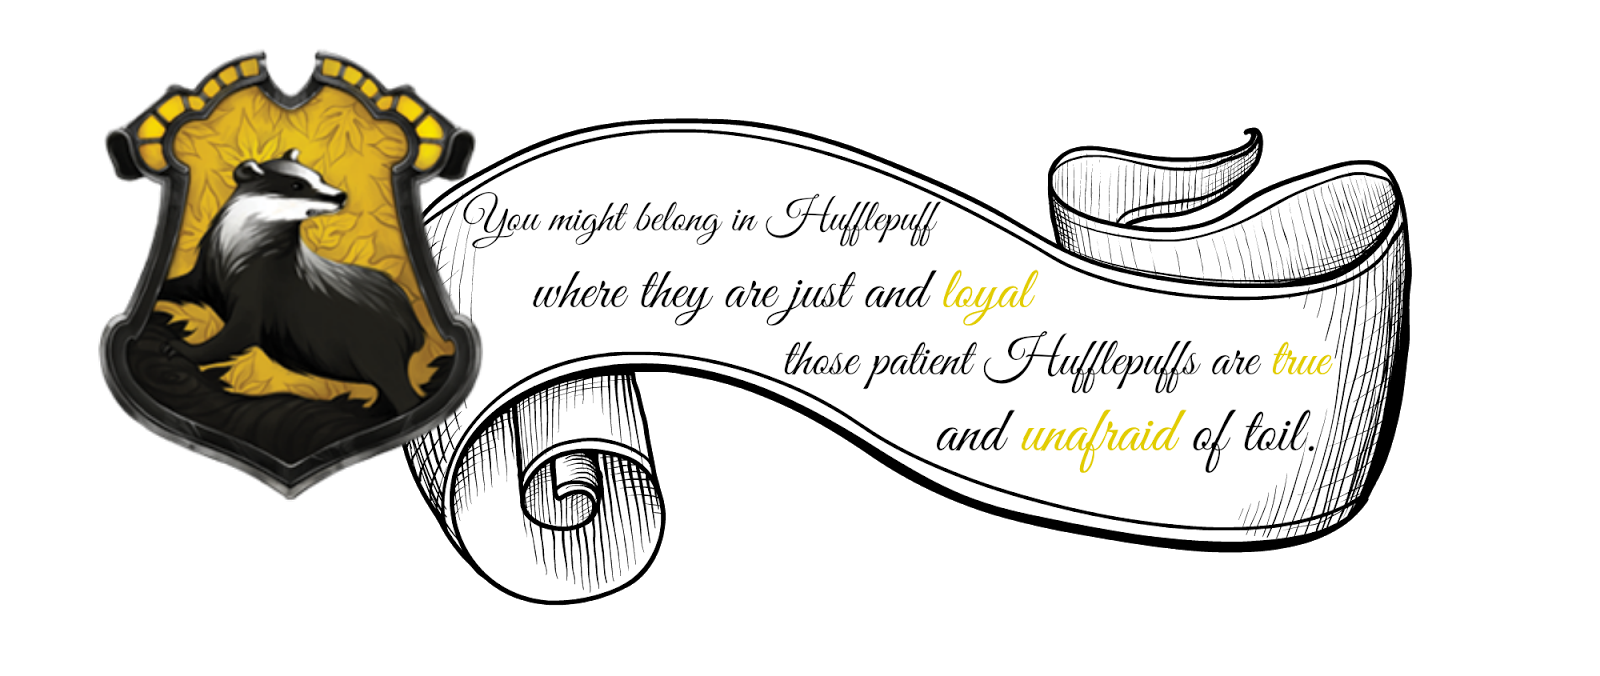 You might belong in Hufflepuff
where they are just and loyal
those patient Hufflepuffs are true
and unafraid of toil.